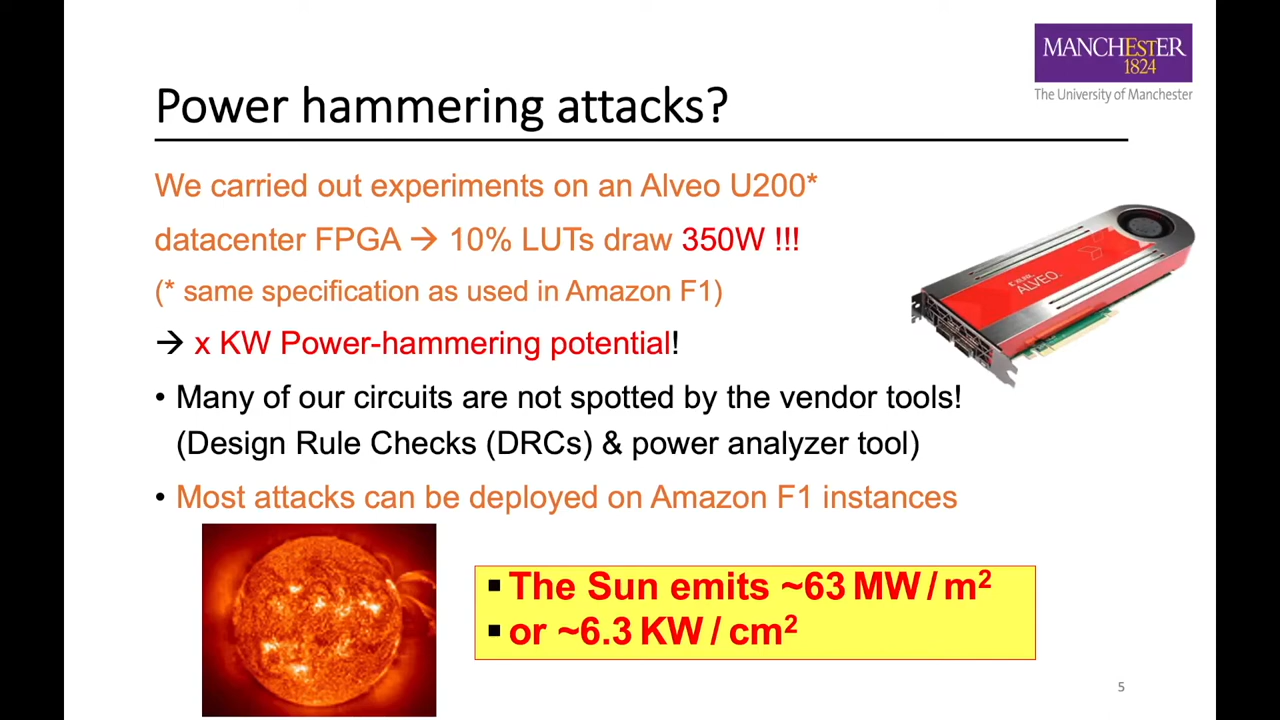 MANCHESTER
1824
The University of Manchester
Power hammering attacks?
We carried out experiments on an Alveo U200*
datacenter FPGA → 10% LUTs draw 350W !!!
(* same specification as used in Amazon F1)
→ x KW Power-hammering potential!
• Many of our circuits are not spotted by the vendor tools!
(Design Rule Checks (DRCs) & power analyzer tool)
• Most attacks can be deployed on Amazon F1 instances
XILINX
ALVEO.
▪ The Sun emits ~63 MW / m²
▪ or ~6.3 KW / cm²
5